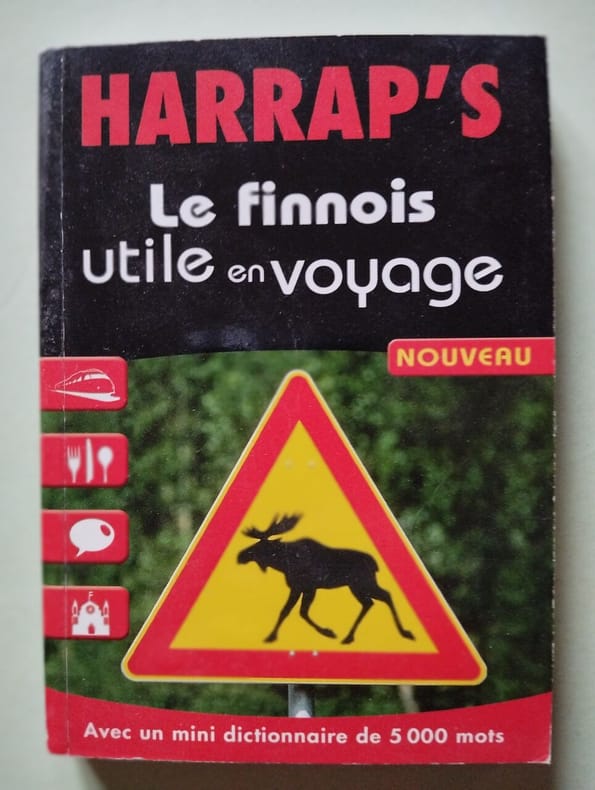 HARRAP'S
Le finnois
utile en voyage
NOUVEAU
Avec un mini dictionnaire de 5 000 mots